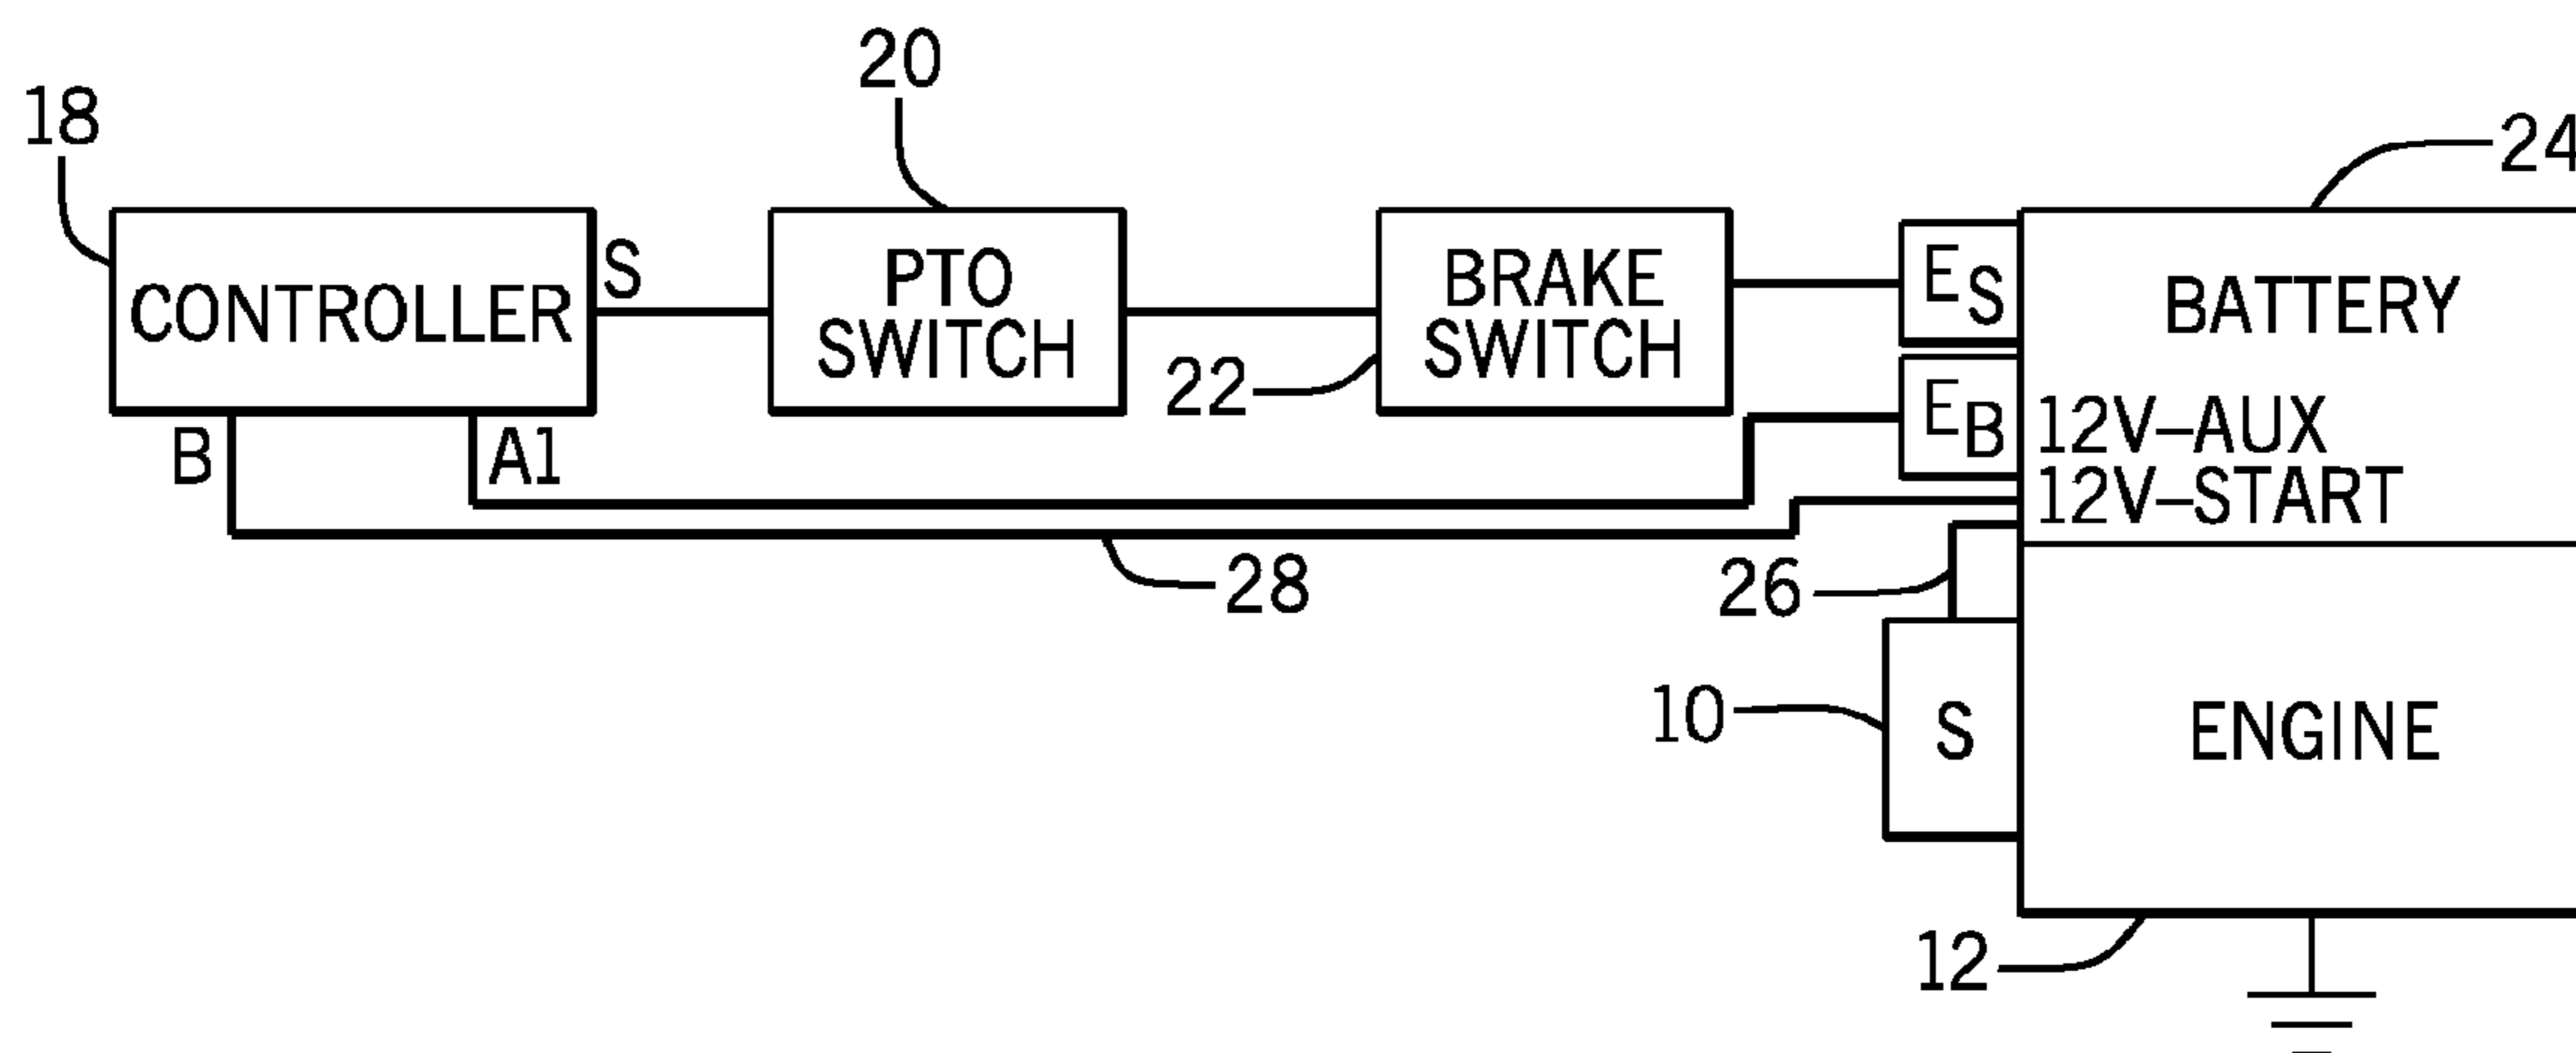 20
18
24
CONTROLLER
S
PTO
SWITCH
BRAKE
SWITCH
22
ES
BATTERY
EB
12V–AUX
12V–START
B
A1
28
26
10
S
ENGINE
12